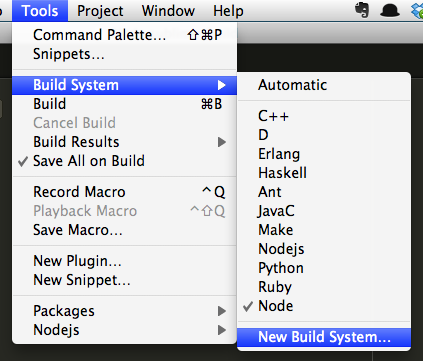 Tools Project Window Help
Command Palette... ⇧⌘P
Snippets...
Build System
Build ⌘B
Cancel Build
Build Results
Save All on Build
Record Macro ^Q
Playback Macro ^⇧Q
Save Macro...
New Plugin...
New Snippet...
Packages
Nodejs
Automatic
C++
D
Erlang
Haskell
Ant
JavaC
Make
Nodejs
Python
Ruby
Node
New Build System...